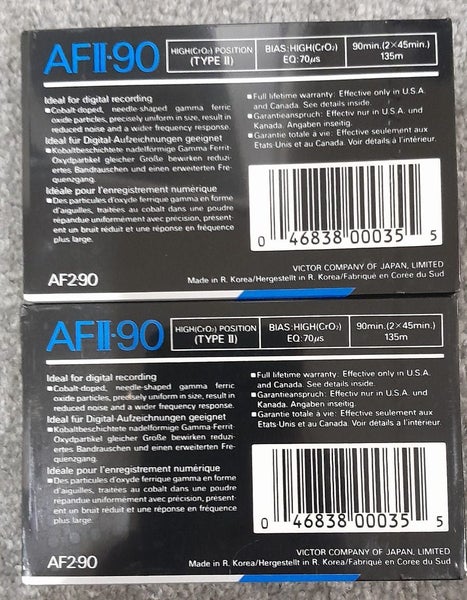 AFII-90
HIGH(CrO₂) POSITION
(TYPE II)
BIAS:HIGH(CrO₂)
EQ:70µs
90min.(2×45min.)
135m
Ideal for digital recording
■Cobalt-doped, needle-shaped gamma ferric
oxide particles, precisely uniform in size, result in
reduced noise and a wider frequency response.
Ideal für Digital-Aufzeichnungen geeignet
■Kobaltbeschichtete nadelförmige Gamma-Ferrit-
Oxydpartikel gleicher Größe bewirken reduzi-
ertes Bandrauschen und einen erweiterten Fre-
quenzgang.
Idéale pour l'enregistrement numérique
■Des particules d'oxyde ferrique gamma en forme
d'aiguilles, traitées au cobalt dans une poudre
répandue uniformément avec précision, présent-
ent un bruit réduit et une réponse en fréquence
plus large.
AF2-90
■Full lifetime warranty: Effective only in U.S.A.
and Canada. See details inside.
■Garantieanspruch: Effectiv nur in U.S.A. und
Kanada. Angaben inseitig.
■Garantie totale à vie: Effective seulement aux
Etats-Unis et au Canada. Voir détails à l'intérieur.
0 46838 00035 5
VICTOR COMPANY OF JAPAN, LIMITED
Made in R. Korea/Hergestellt in R. Korea/Fabriqué en Corée du Sud
AFII-90
HIGH(CrO₂) POSITION
(TYPE II)
BIAS:HIGH(CrO₂)
EQ:70µs
90min.(2×45min.)
135m
Ideal for digital recording
■Cobalt-doped, needle-shaped gamma ferric
oxide particles, precisely uniform in size, result in
reduced noise and a wider frequency response.
Ideal für Digital-Aufzeichnungen geeignet
■Kobaltbeschichtete nadelförmige Gamma-Ferrit-
Oxydpartikel gleicher Größe bewirken reduzi-
ertes Bandrauschen und einen erweiterten Fre-
quenzgang.
Idéale pour l'enregistrement numérique
■Des particules d'oxyde ferrique gamma en forme
d'aiguilles, traitées au cobalt dans une poudre
répandue uniformément avec précision, présent-
ent un bruit réduit et une réponse en fréquence
plus large.
AF2-90
■Full lifetime warranty: Effective only in U.S.A.
and Canada. See details inside.
■Garantieanspruch: Effectiv nur in U.S.A. und
Kanada. Angaben inseitig.
■Garantie totale à vie: Effective seulement aux
Etats-Unis et au Canada. Voir détails à l'intérieur.
0 46838 00035 5
VICTOR COMPANY OF JAPAN, LIMITED
Made in R. Korea/Hergestellt in R. Korea/Fabriqué en Corée du Sud